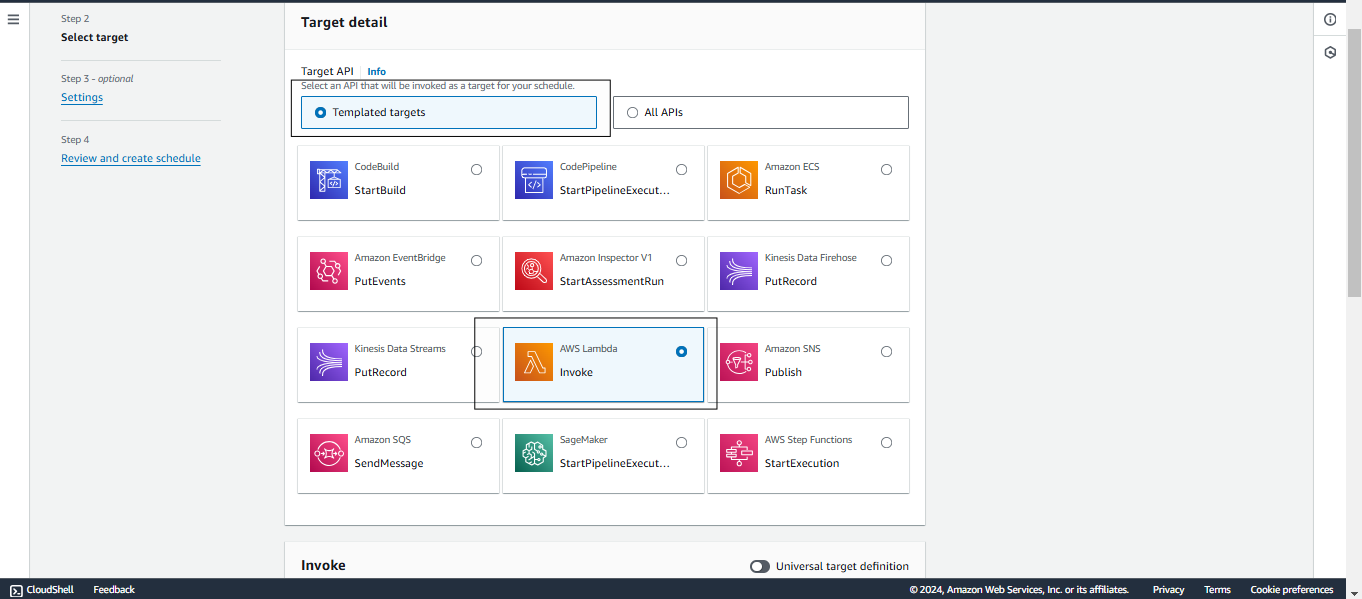 Step 2
Select target
Step 3 - optional
Settings
Step 4
Review and create schedule
Target detail
Target API Info
Select an API that will be invoked as a target for your schedule.
Templated targets
All APIs
CodeBuild
StartBuild
CodePipeline
StartPipelineExecut...
Amazon ECS
RunTask
Amazon EventBridge
PutEvents
Amazon Inspector V1
StartAssessmentRun
Kinesis Data Firehose
PutRecord
Kinesis Data Streams
PutRecord
AWS Lambda
Invoke
Amazon SNS
Publish
Amazon SQS
SendMessage
SageMaker
StartPipelineExecut...
AWS Step Functions
StartExecution
Invoke
Universal target definition
CloudShell Feedback © 2024, Amazon Web Services, Inc. or its affiliates. Privacy Terms Cookie preferences